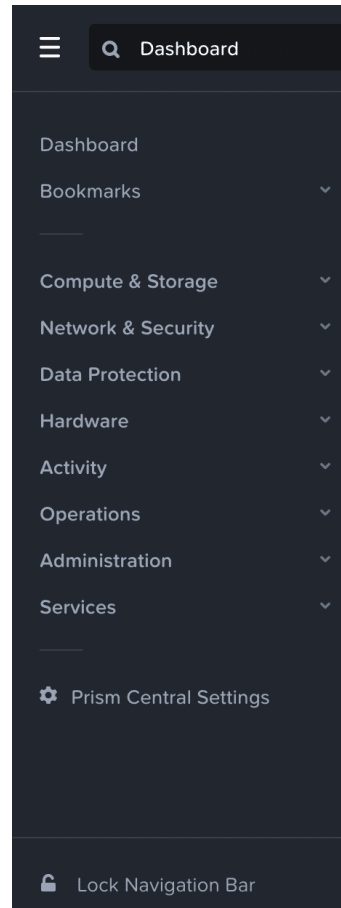 Dashboard
Dashboard
Bookmarks
Compute & Storage
Network & Security
Data Protection
Hardware
Activity
Operations
Administration
Services
Prism Central Settings
Lock Navigation Bar